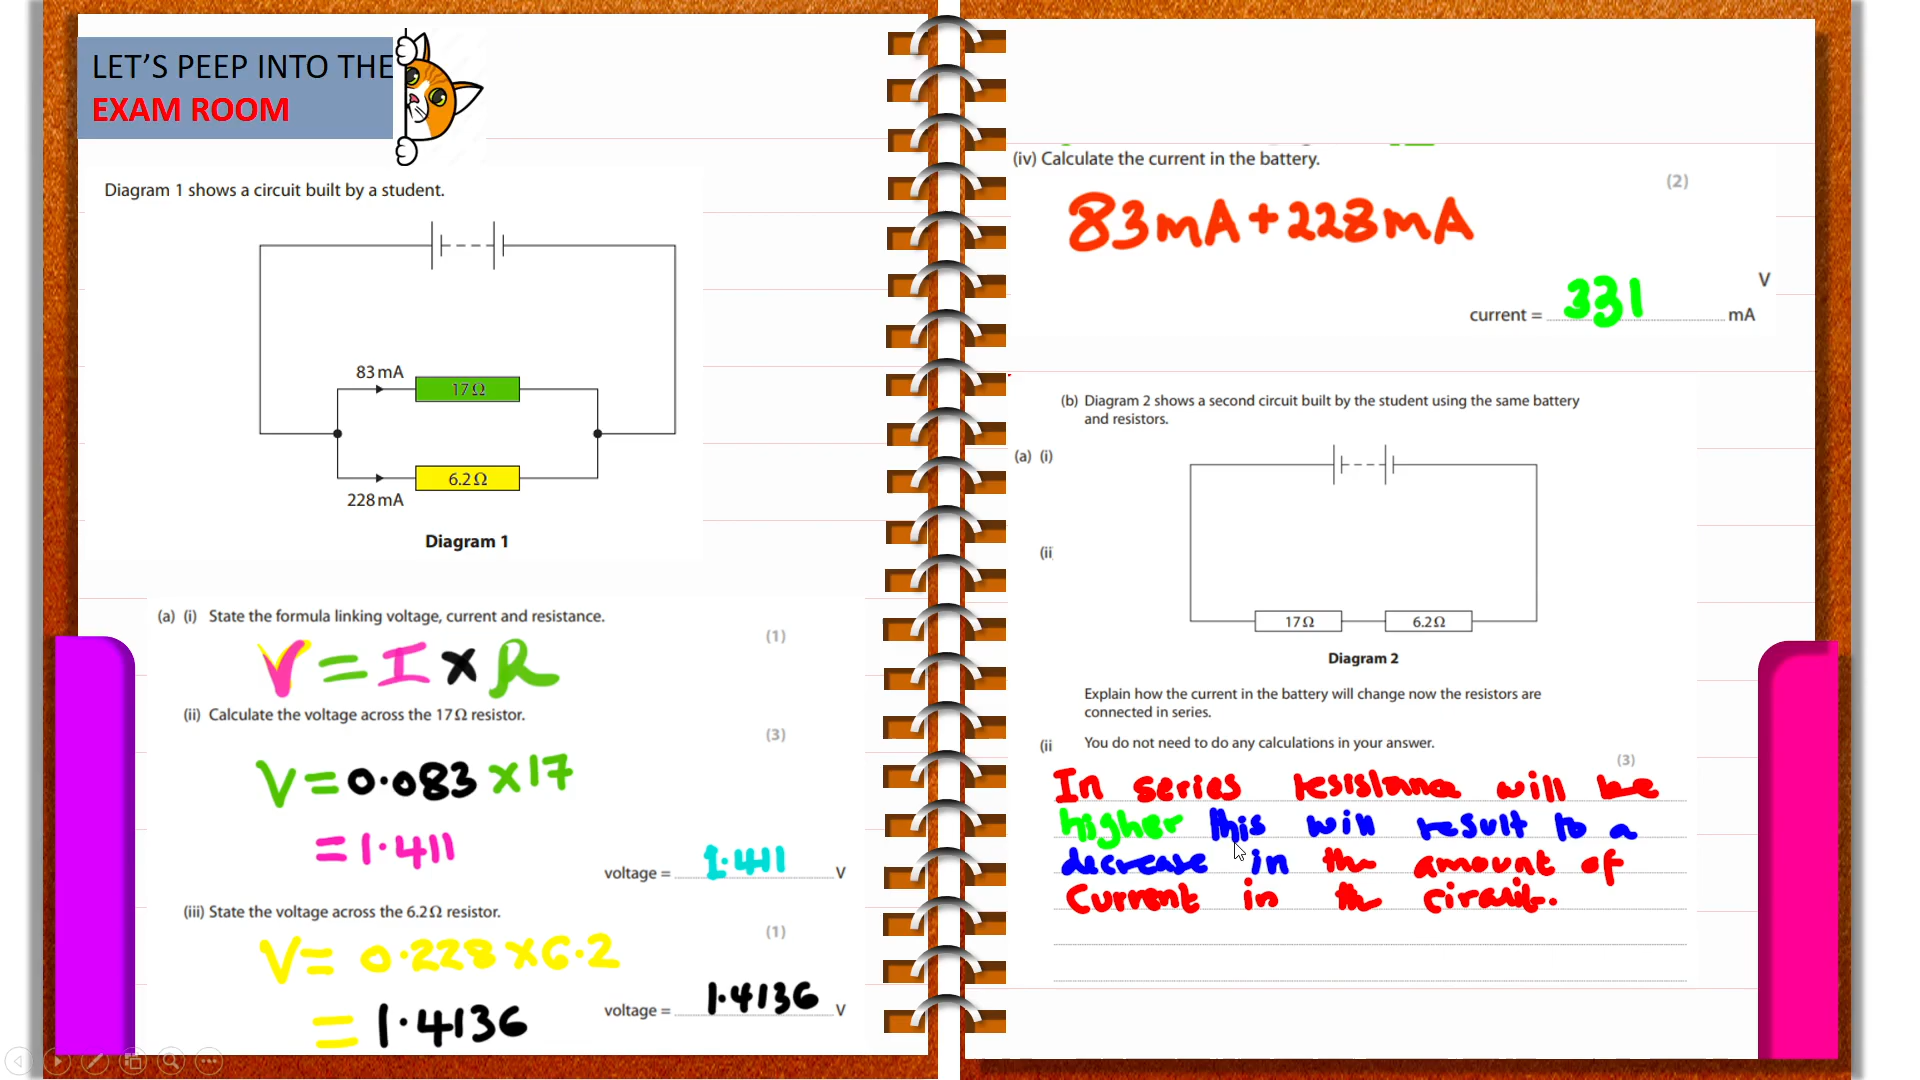 LET'S PEEP INTO THE
EXAM ROOM
Diagram 1 shows a circuit built by a student.
83 mA
17 Ω
6.2 Ω
228 mA
Diagram 1
(a) (i) State the formula linking voltage, current and resistance.
(1)
V = I x R
(ii) Calculate the voltage across the 17 Ω resistor.
(3)
V = 0.083 x 17
= 1.411
voltage = 1.411 V
(iii) State the voltage across the 6.2 Ω resistor.
(1)
V = 0.228 x 6.2
= 1.4136
voltage = 1.4136 V
(iv) Calculate the current in the battery.
(2)
83mA + 228mA
V
current = 331 mA
(b) Diagram 2 shows a second circuit built by the student using the same battery
and resistors.
(a) (i)
(ii
17 Ω
6.2 Ω
Diagram 2
Explain how the current in the battery will change now the resistors are
connected in series.
(ii
You do not need to do any calculations in your answer.
(3)
In series resistance will be
higher this will result to a
decrease in the amount of
current in the circuit.